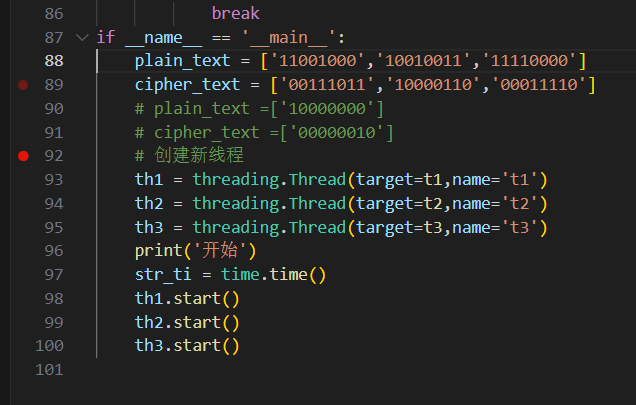 86 break
87 if __name__ == '__main__':
88 plain_text = ['11001000','10010011','11110000']
89 cipher_text = ['00111011','10000110','00011110']
90 # plain_text =['10000000']
91 # cipher_text =['00000010']
92 # 创建新线程
93 th1 = threading.Thread(target=t1,name='t1')
94 th2 = threading.Thread(target=t2,name='t2')
95 th3 = threading.Thread(target=t3,name='t3')
96 print('开始')
97 str_ti = time.time()
98 th1.start()
99 th2.start()
100 th3.start()
101